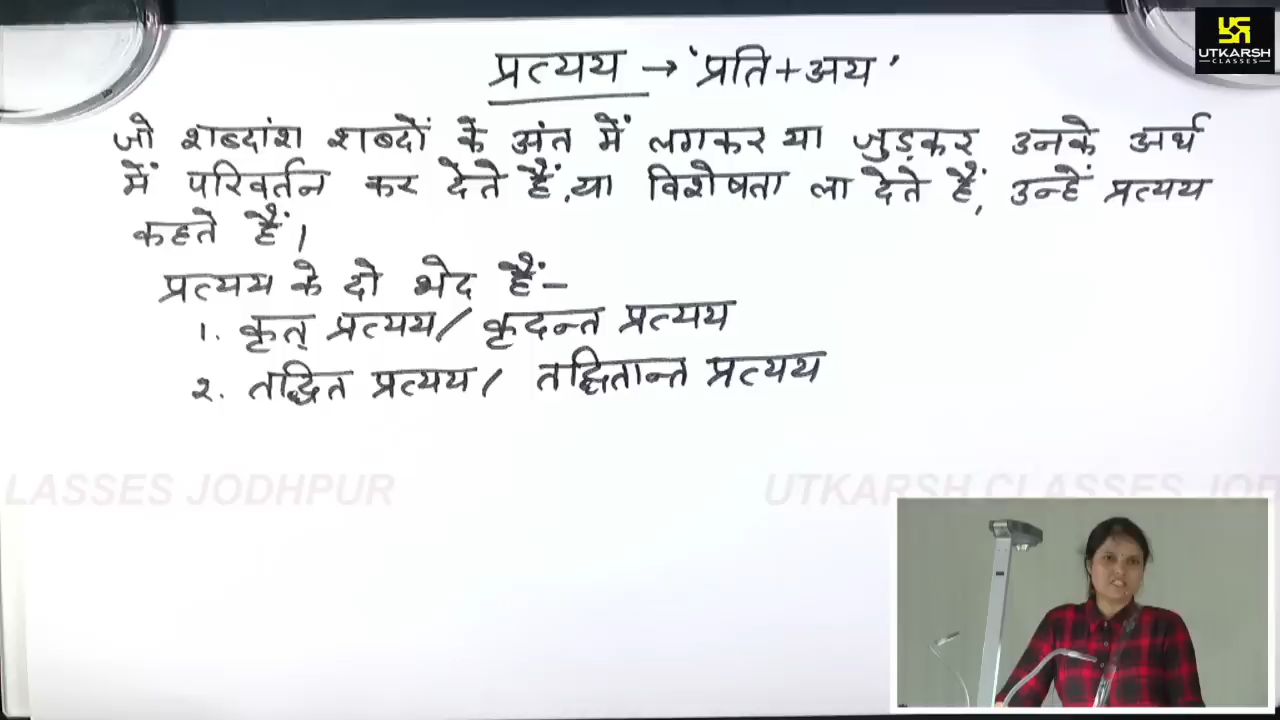 प्रत्यय → 'प्रति + अय'
UTKARSH
CLASSES
जो शब्दांश शब्दों के अंत में लगकर या जुड़कर उनके अर्थ
में परिवर्तन कर देते हैं, या विशेषता ला देते हैं, उन्हें प्रत्यय
कहते हैं।
प्रत्यय के दो भेद हैं-
१. कृत् प्रत्यय/ कृदन्त प्रत्यय
२. तद्धित प्रत्यय/ तद्धितान्त प्रत्यय
LASSES JODHPUR
UTKARSH CLASSES JOD